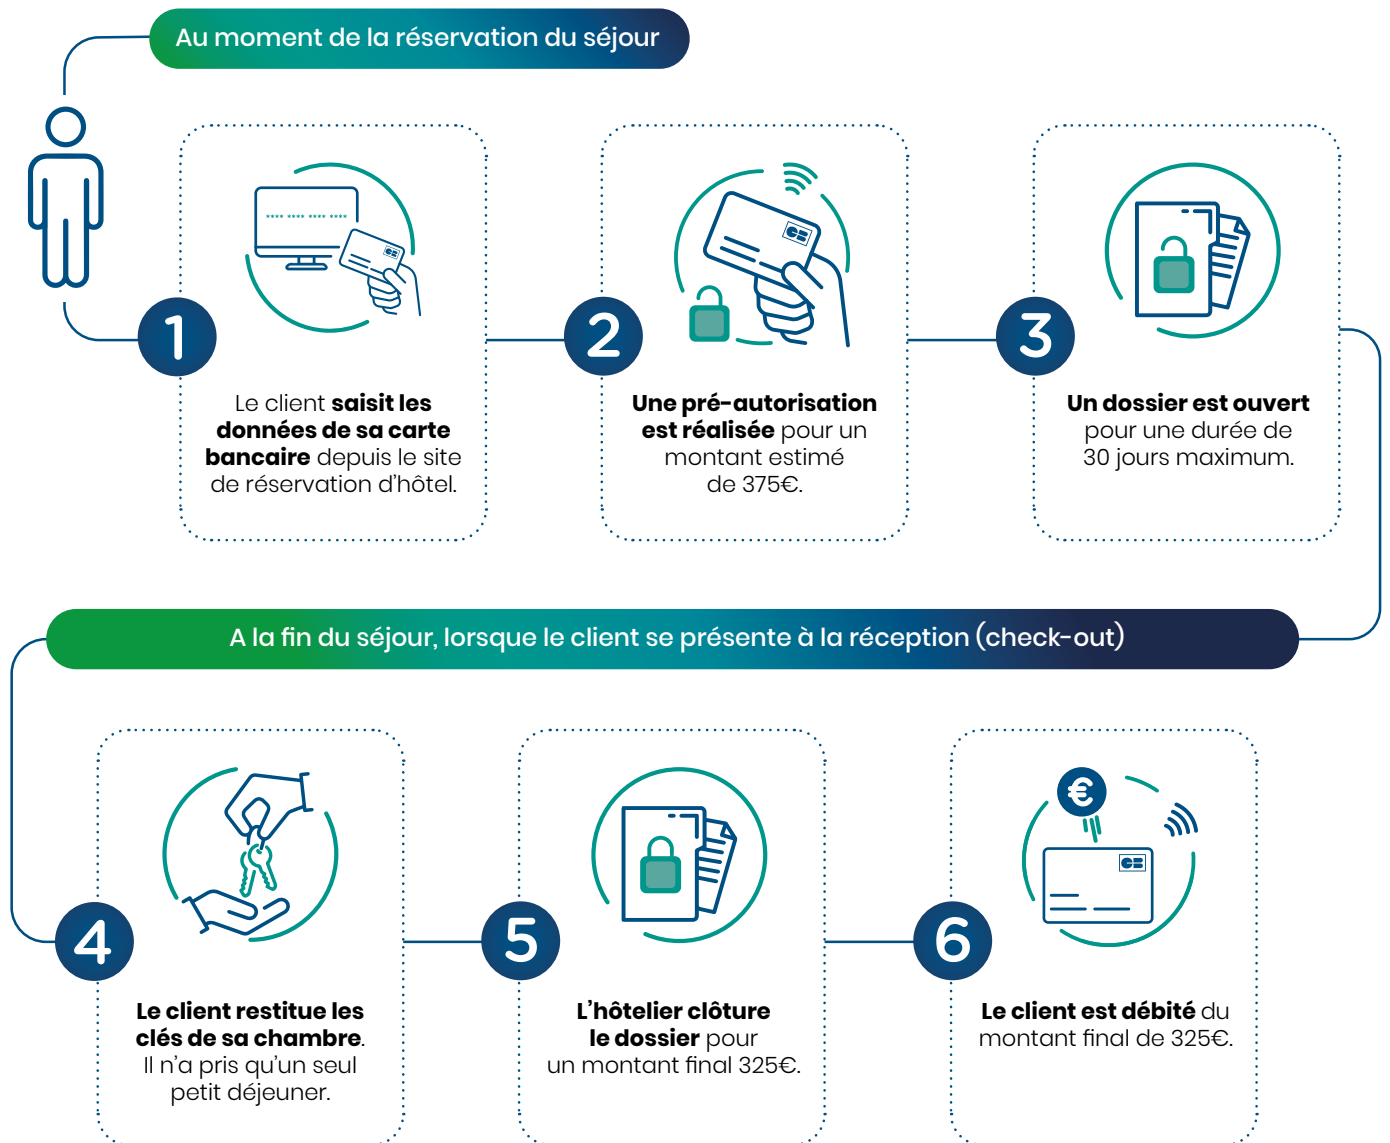 Au moment de la réservation du séjour
**** **** **** ****
1
Le client saisit les
données de sa carte
bancaire depuis le site
de réservation d’hôtel.
2
Une pré-autorisation
est réalisée pour un
montant estimé
de 375€.
3
Un dossier est ouvert
pour une durée de
30 jours maximum.
A la fin du séjour, lorsque le client se présente à la réception (check-out)
4
Le client restitue les
clés de sa chambre.
Il n’a pris qu’un seul
petit déjeuner.
5
L’hôtelier clôture
le dossier pour
un montant final 325€.
€
CB
6
Le client est débité du
montant final de 325€.